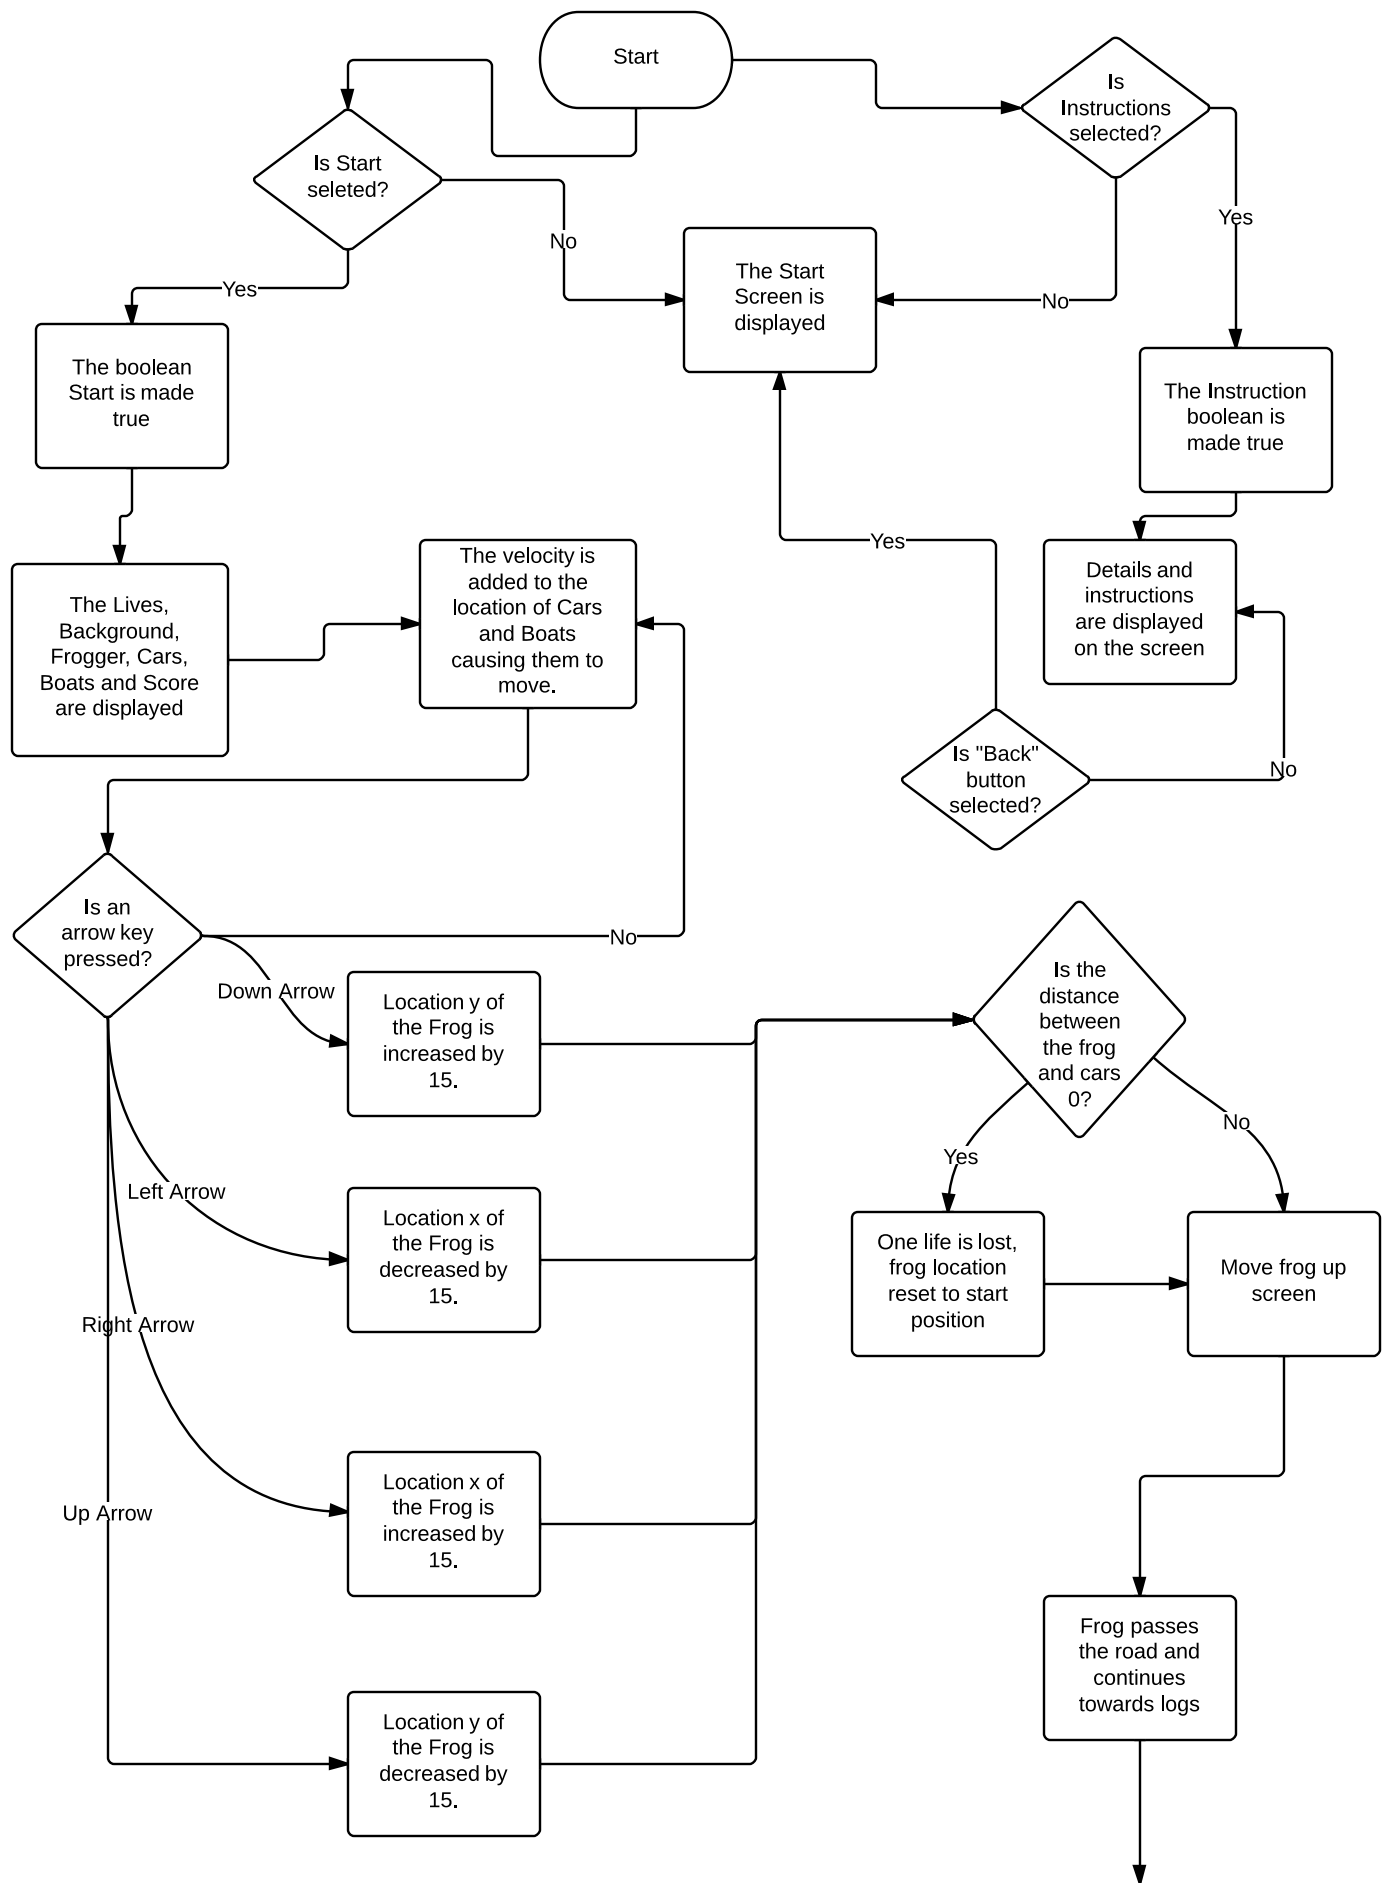 Start
Is
Instructions
selected?
Is Start
seleted?
No
Yes
The Start
Screen is
displayed
No
Yes
The boolean
Start is made
true
The Instruction
boolean is
made true
The Lives,
Background,
Frogger, Cars,
Boats and Score
are displayed
The velocity is
added to the
location of Cars
and Boats
causing them to
move.
Yes
Details and
instructions
are displayed
on the screen
Is "Back"
button
selected?
No
Is an
arrow key
pressed?
No
Down Arrow
Location y of
the Frog is
increased by
15.
Left Arrow
Location x of
the Frog is
decreased by
15.
Right Arrow
Location x of
the Frog is
increased by
15.
Up Arrow
Location y of
the Frog is
decreased by
15.
Is the
distance
between
the frog
and cars
0?
Yes
No
One life is lost,
frog location
reset to start
position
Move frog up
screen
Frog passes
the road and
continues
towards logs